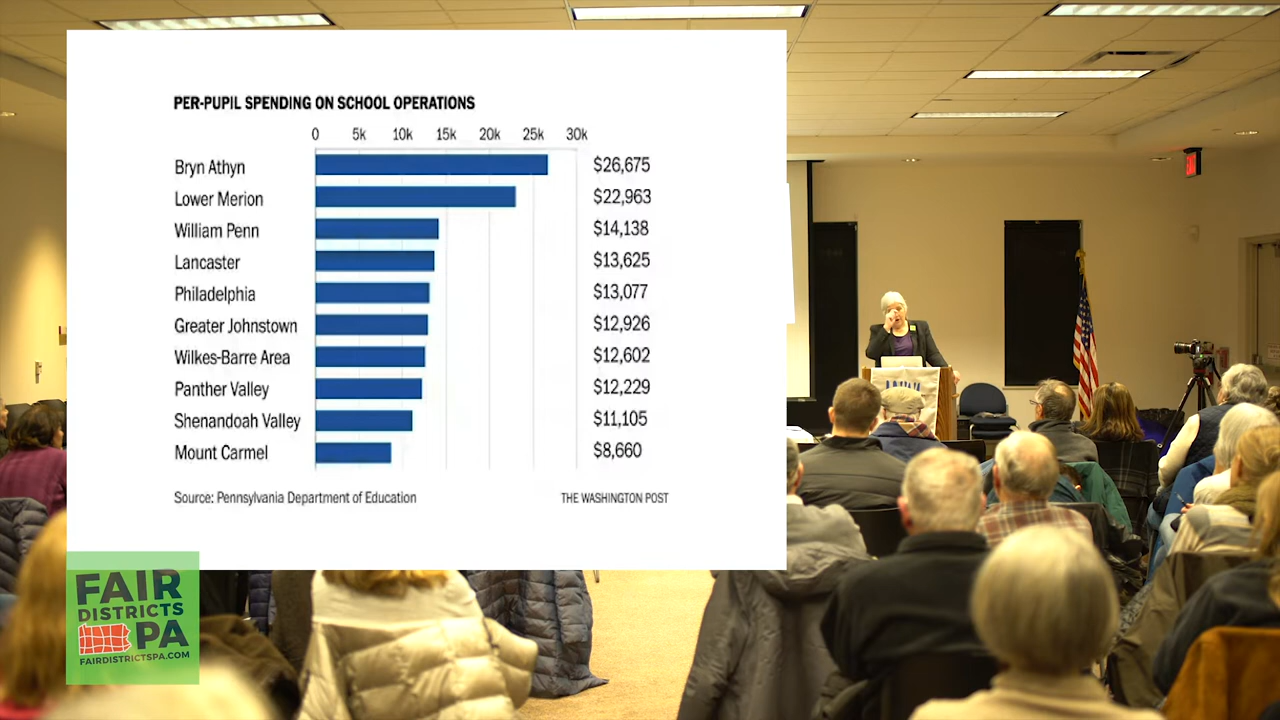 PER-PUPIL SPENDING ON SCHOOL OPERATIONS
0 5k 10k 15k 20k 25k 30k
Bryn Athyn $26,675
Lower Merion $22,963
William Penn $14,138
Lancaster $13,625
Philadelphia $13,077
Greater Johnstown $12,926
Wilkes-Barre Area $12,602
Panther Valley $12,229
Shenandoah Valley $11,105
Mount Carmel $8,660
Source: Pennsylvania Department of Education THE WASHINGTON POST
FAIR
DISTRICTS
PA
FAIRDISTRICTSPA.COM